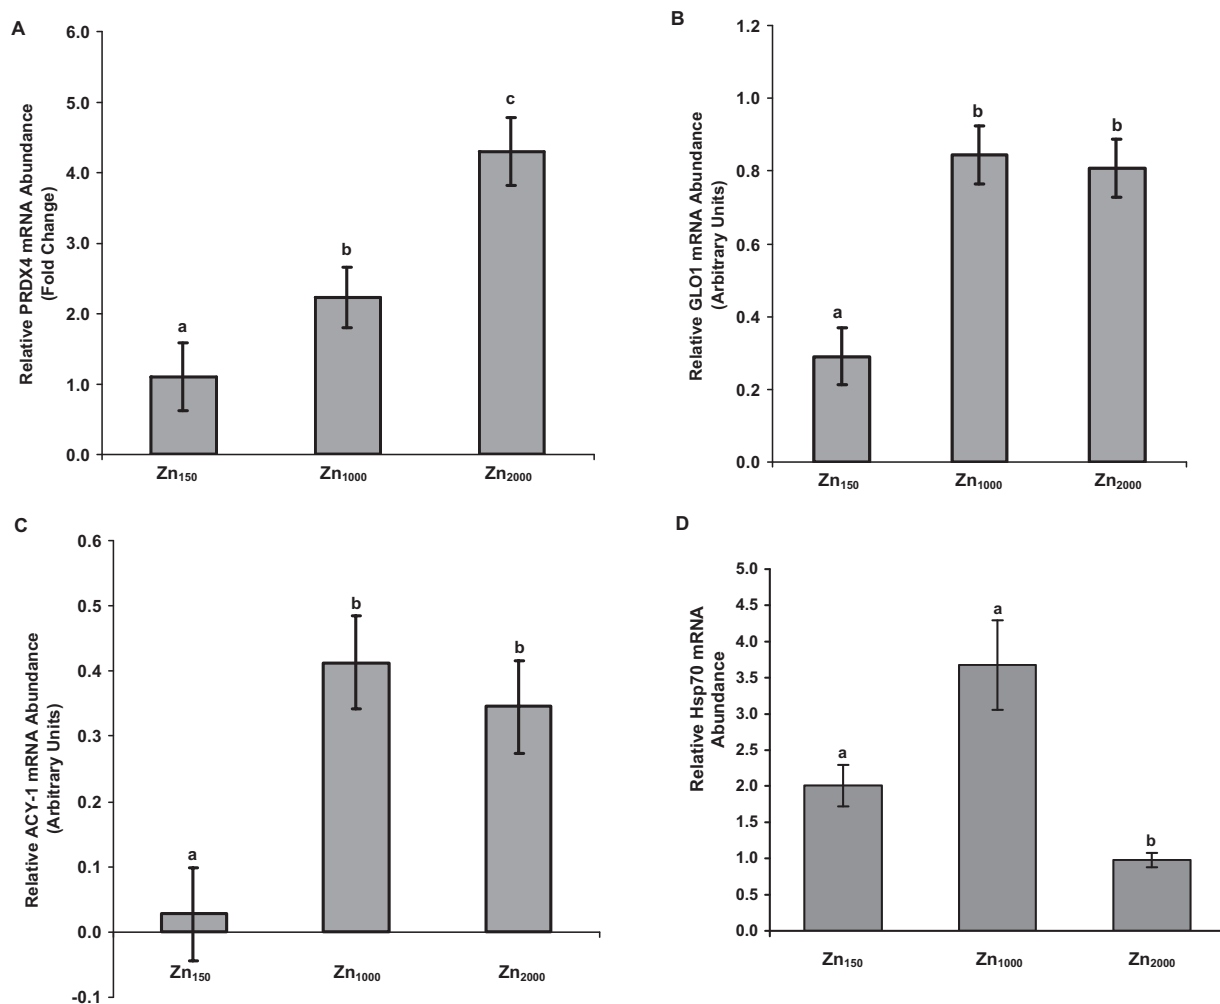 A
Relative PRDX4 mRNA Abundance
(Fold Change)
6.0
5.0
4.0
3.0
2.0
1.0
0.0
a
b
c
Zn150
Zn1000
Zn2000
B
Relative GLO1 mRNA Abundance
(Arbitrary Units)
1.2
1.0
0.8
0.6
0.4
0.2
0.0
a
b
b
Zn150
Zn1000
Zn2000
C
Relative ACY-1 mRNA Abundance
(Arbitrary Units)
0.6
0.5
0.4
0.3
0.2
0.1
0.0
-0.1
a
b
b
Zn150
Zn1000
Zn2000
D
Relative Hsp70 mRNA
Abundance
5.0
4.5
4.0
3.5
3.0
2.5
2.0
1.5
1.0
0.5
0.0
a
a
b
Zn150
Zn1000
Zn2000